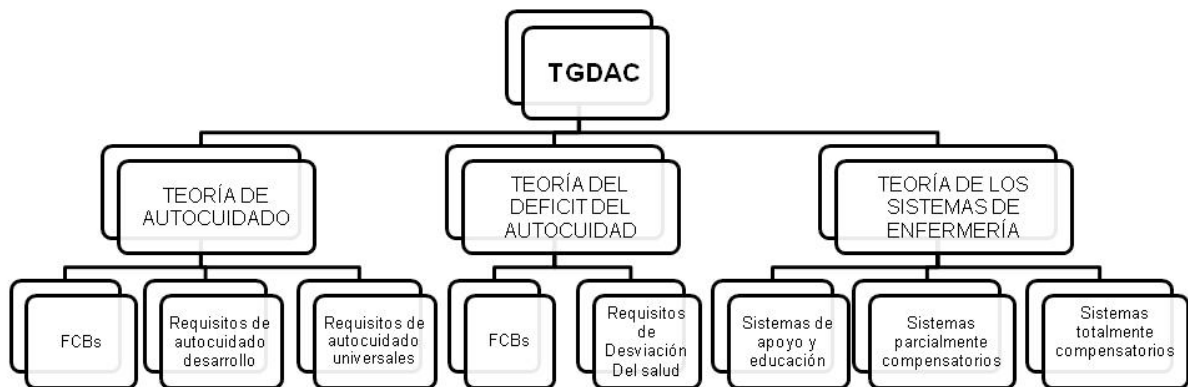 TGDAC
TEORÍA DE
AUTOCUIDADO
TEORÍA DEL
DEFICIT DEL
AUTOCUIDAD
TEORÍA DE LOS
SISTEMAS DE
ENFERMERÍA
FCBs
Requisitos de
autocuidado
desarrollo
Requisitos de
autocuidado
universales
FCBs
Requisitos
de
Desviación
Del salud
Sistemas de
apoyo y
educación
Sistemas
parcialmente
compensatorios
Sistemas
totalmente
compensatorios